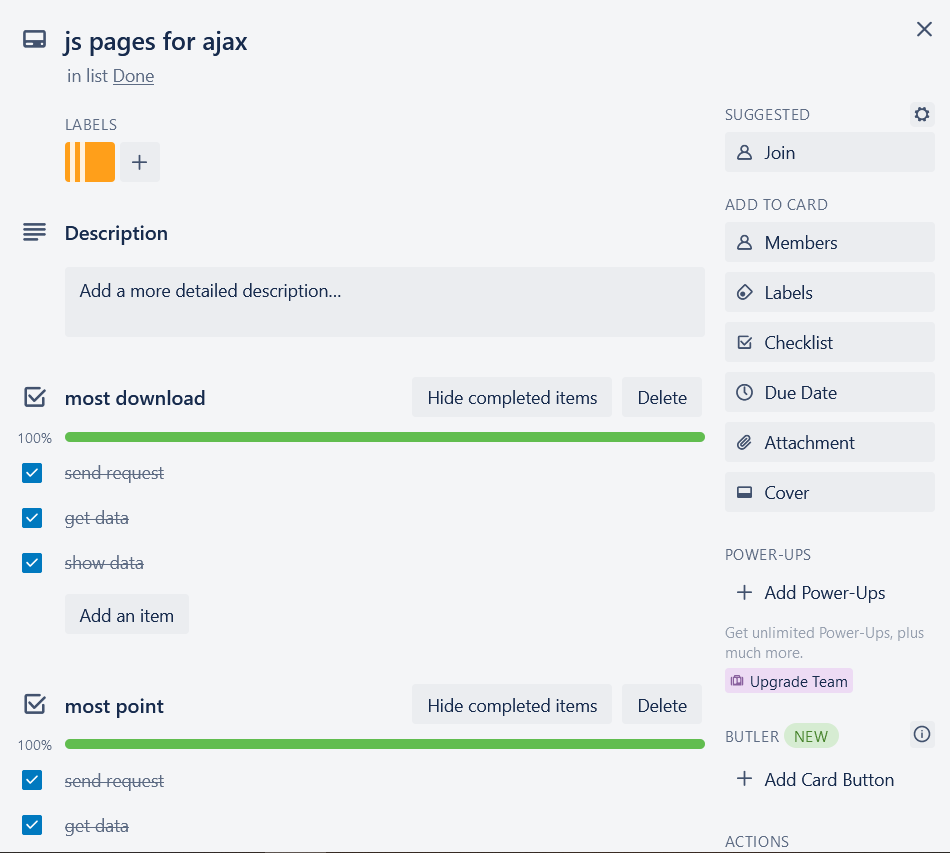 js pages for ajax
in list Done
LABELS
Description
Add a more detailed description...
most download
Hide completed items
Delete
100%
send request
get data
show data
Add an item
most point
Hide completed items
Delete
100%
send request
get data
SUGGESTED
Join
ADD TO CARD
Members
Labels
Checklist
Due Date
Attachment
Cover
POWER-UPS
Add Power-Ups
Get unlimited Power-Ups, plus
much more.
Upgrade Team
BUTLER NEW
Add Card Button
ACTIONS